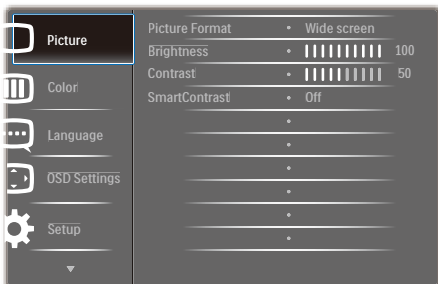 Picture
Color
Language
OSD Settings
Setup
Picture Format • Wide screen
Brightness • 100
Contrast • 50
SmartContrast • Off